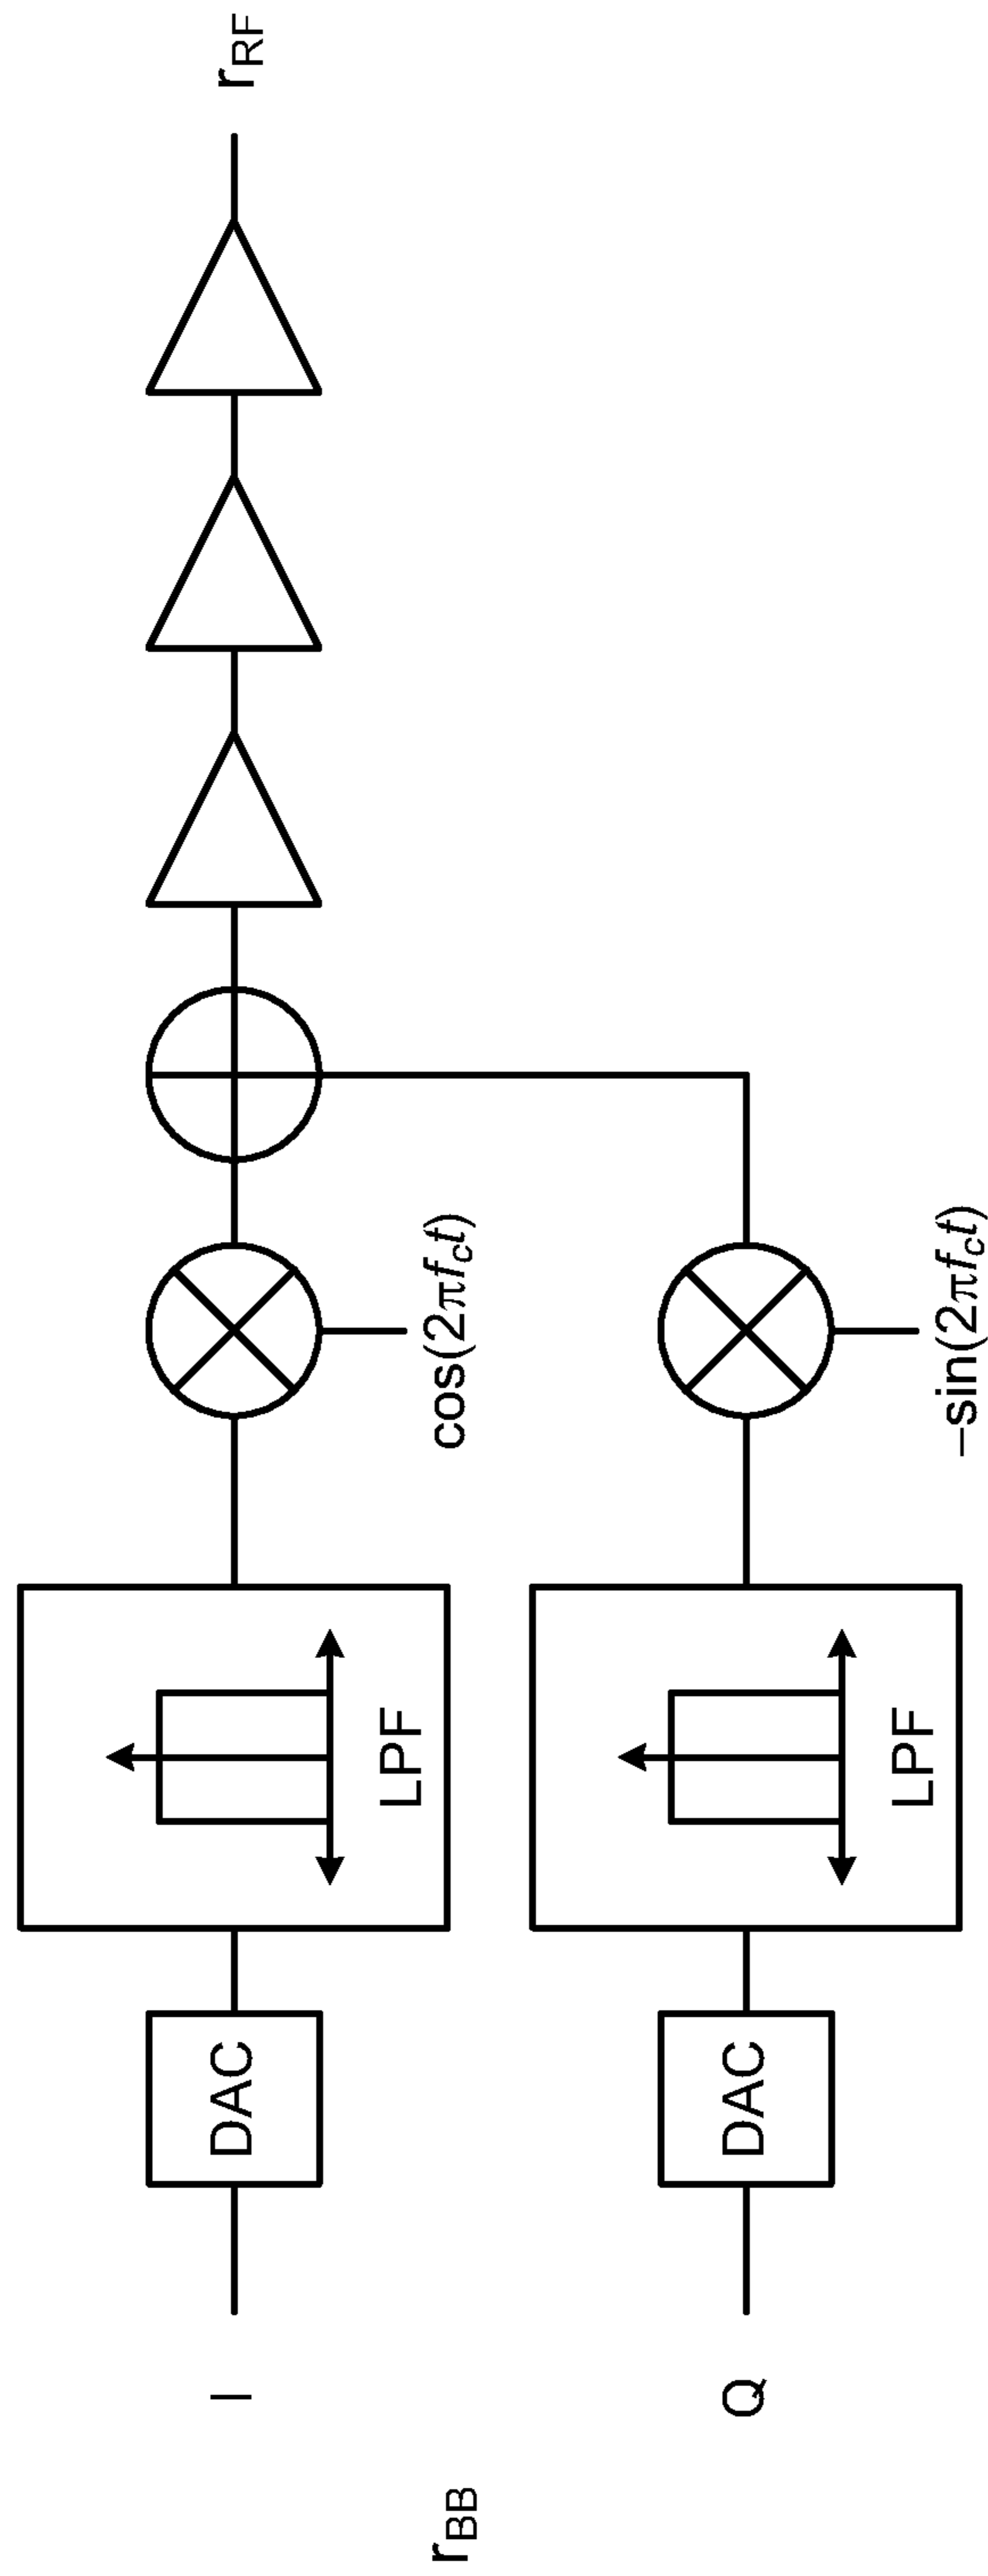 r_BB
I
DAC
LPF
cos(2πf_ct)
r_RF
Q
DAC
LPF
–sin(2πf_ct)